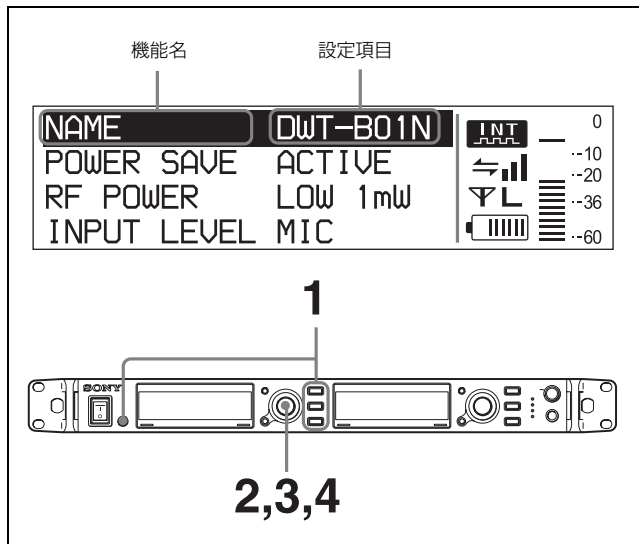 機能名 設定項目
NAME DWT-B01N
POWER SAVE ACTIVE
RF POWER LOW 1mW
INPUT LEVEL MIC
INT
L
0
-10
-20
-36
-60
1
SONY
2,3,4